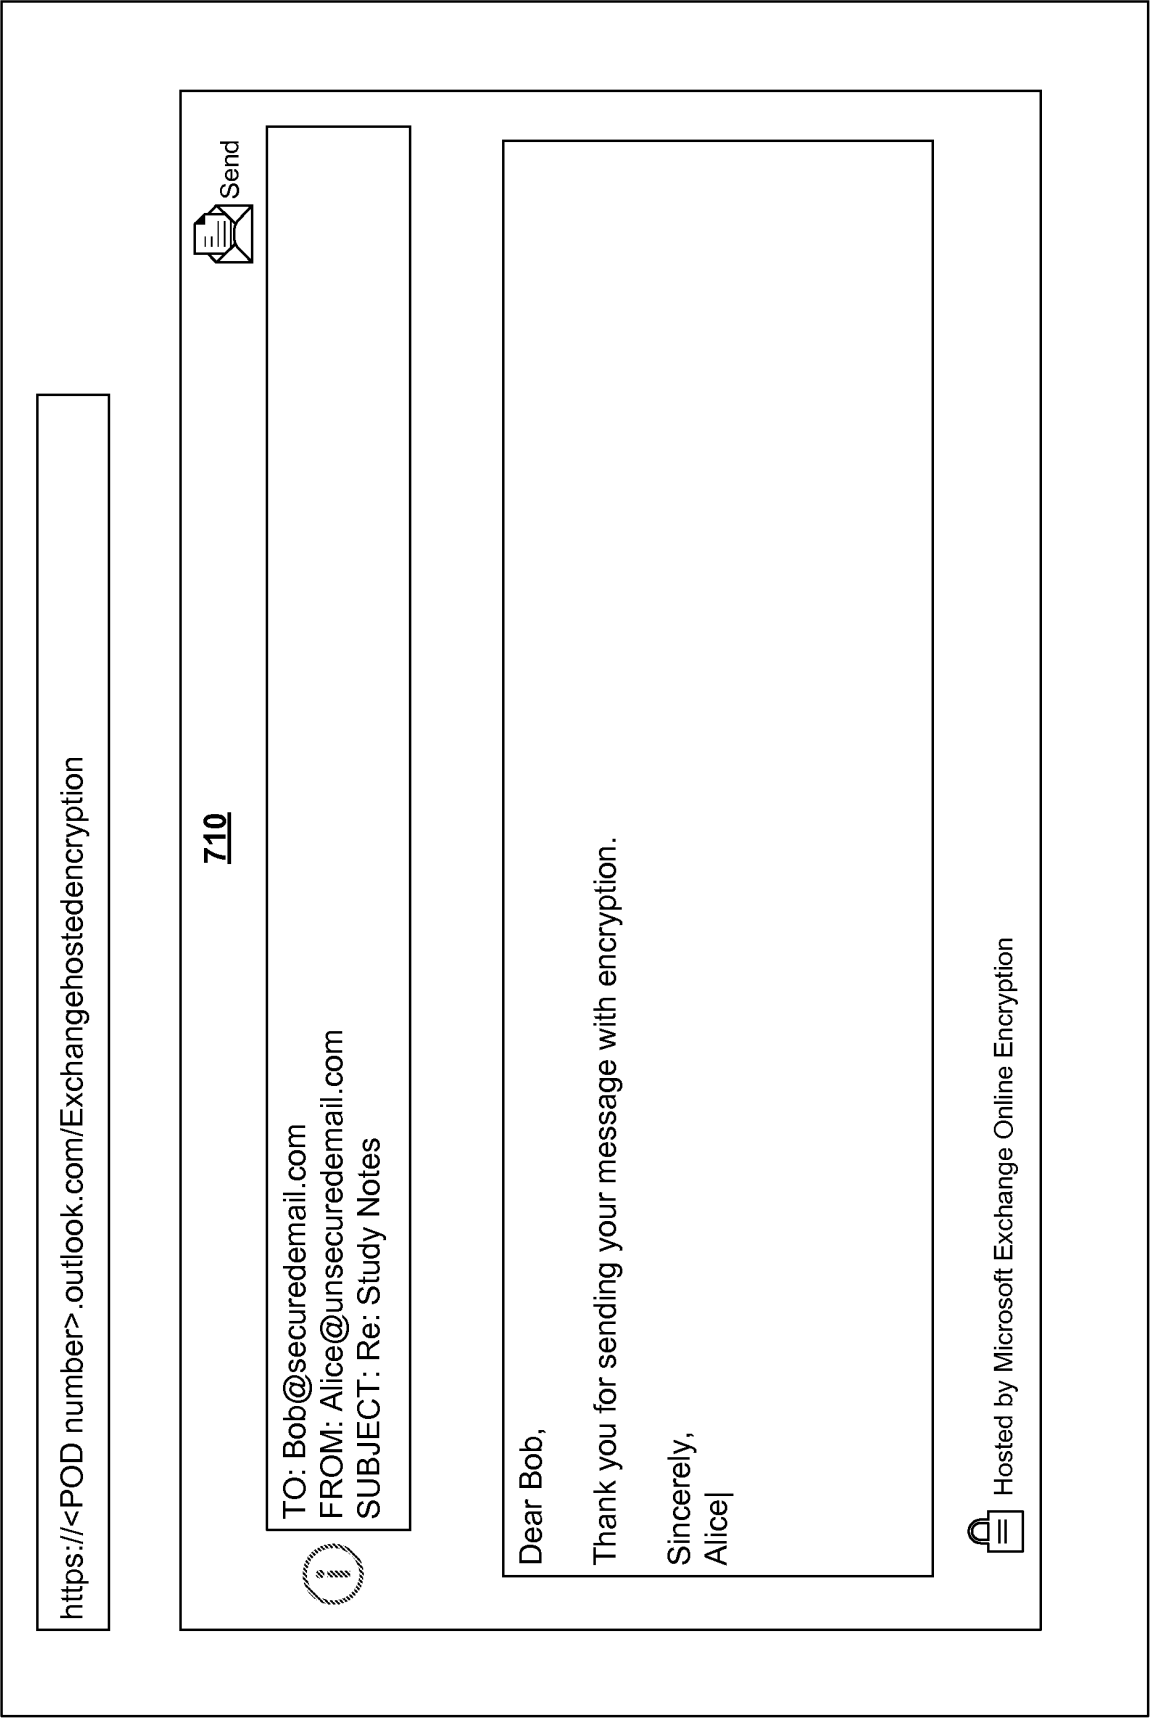 https://<POD number>.outlook.com/Exchangehostedencryption
710
Send
TO: Bob@securedemail.com
FROM: Alice@unsecuredemail.com
SUBJECT: Re: Study Notes
Dear Bob,
Thank you for sending your message with encryption.
Sincerely,
Alice|
Hosted by Microsoft Exchange Online Encryption